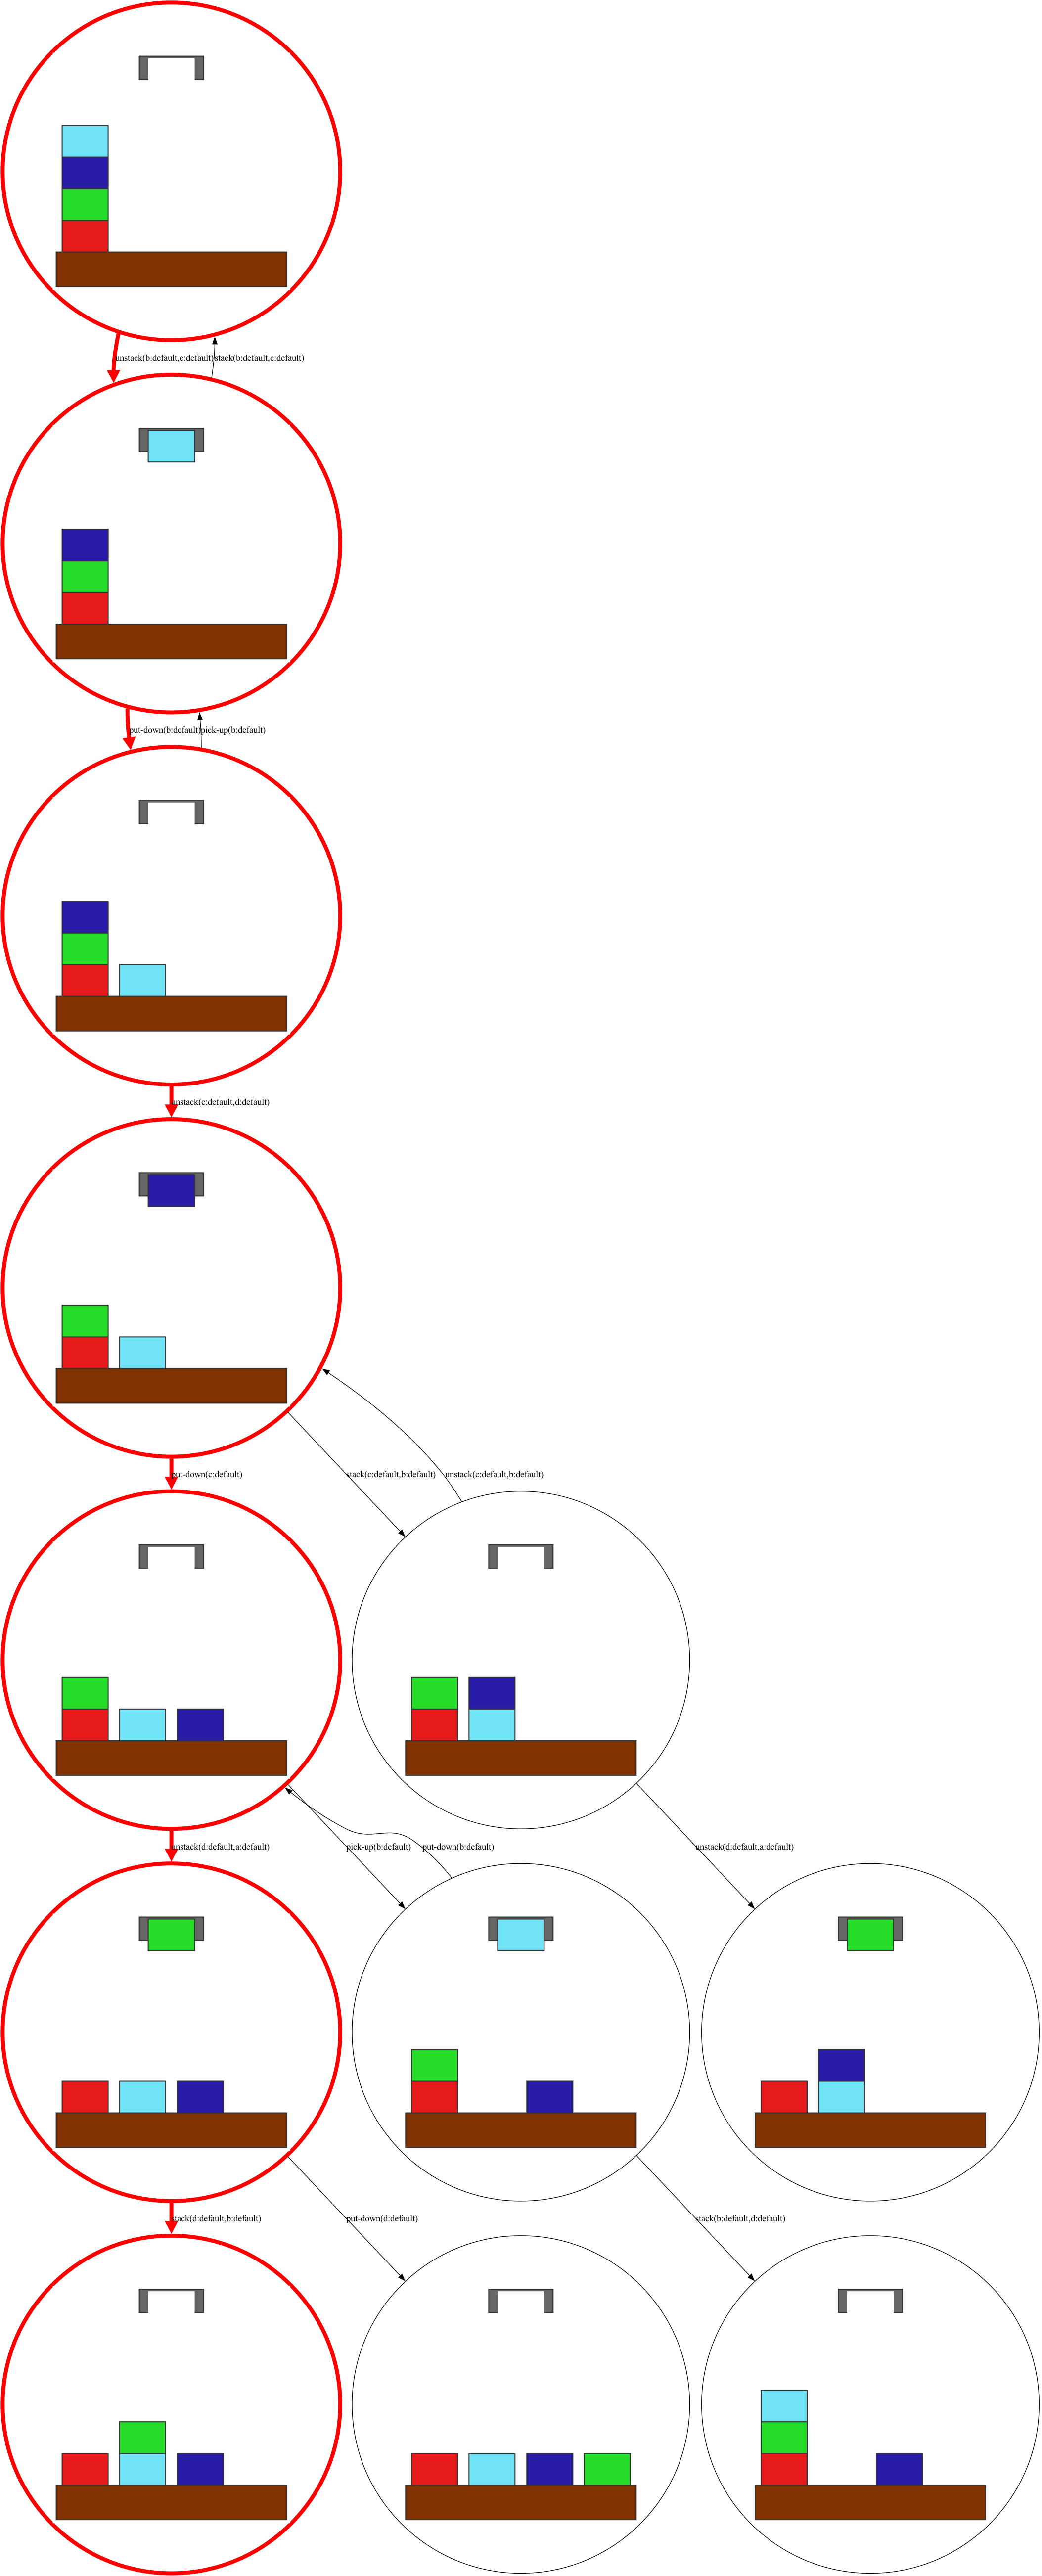 unstack(b:default,c:default)
stack(b:default,c:default)
put-down(b:default)
pick-up(b:default)
unstack(c:default,d:default)
put-down(c:default)
stack(c:default,b:default)
unstack(c:default,b:default)
unstack(d:default,a:default)
pick-up(b:default)
put-down(b:default)
unstack(d:default,a:default)
stack(d:default,b:default)
put-down(d:default)
stack(b:default,d:default)